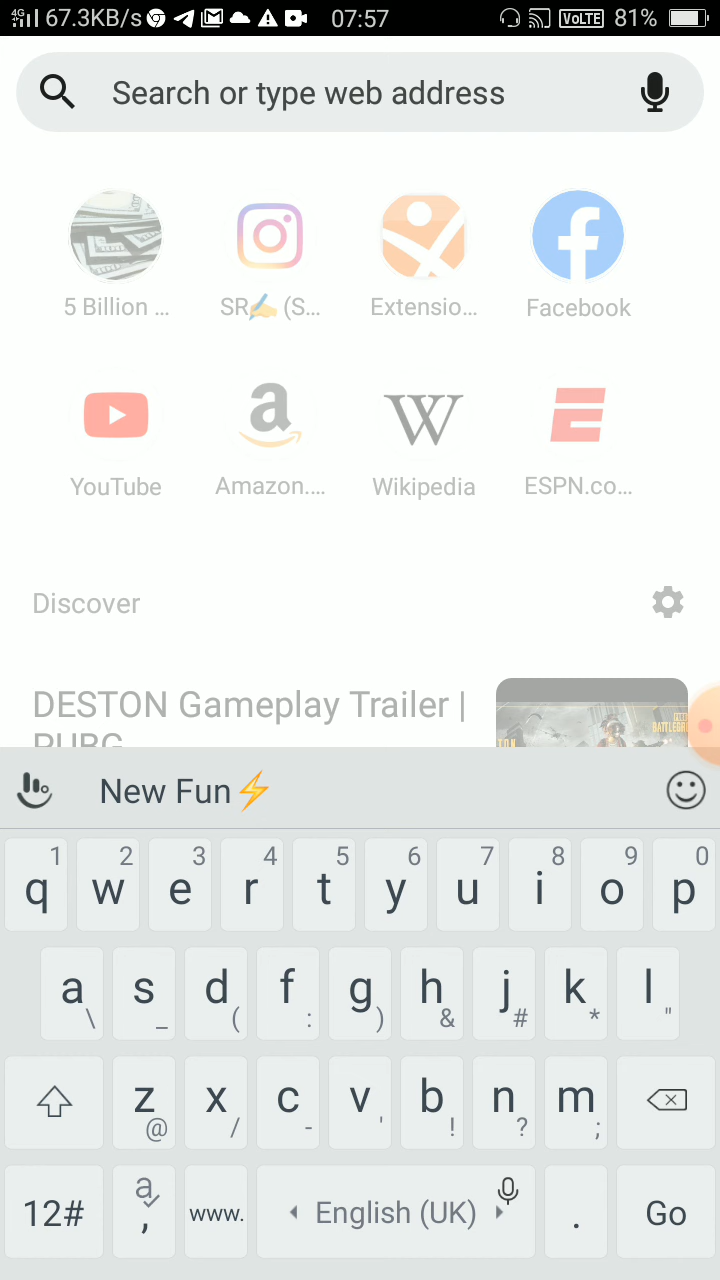 4G 67.3KB/s 07:57 VoLTE 81%
Search or type web address
5 Billion ... SR✍️ (S... Extensio... Facebook
YouTube Amazon.... Wikipedia ESPN.co...
Discover
DESTON Gameplay Trailer |
PUBG
New Fun⚡
1 2 3 4 5 6 7 8 9 0
q w e r t y u i o p
a s d f g h j k l
\ _ ( : ) & # * "
z x c v b n m
@ / - ' ! ? ;
12# a , www. English (UK) . Go